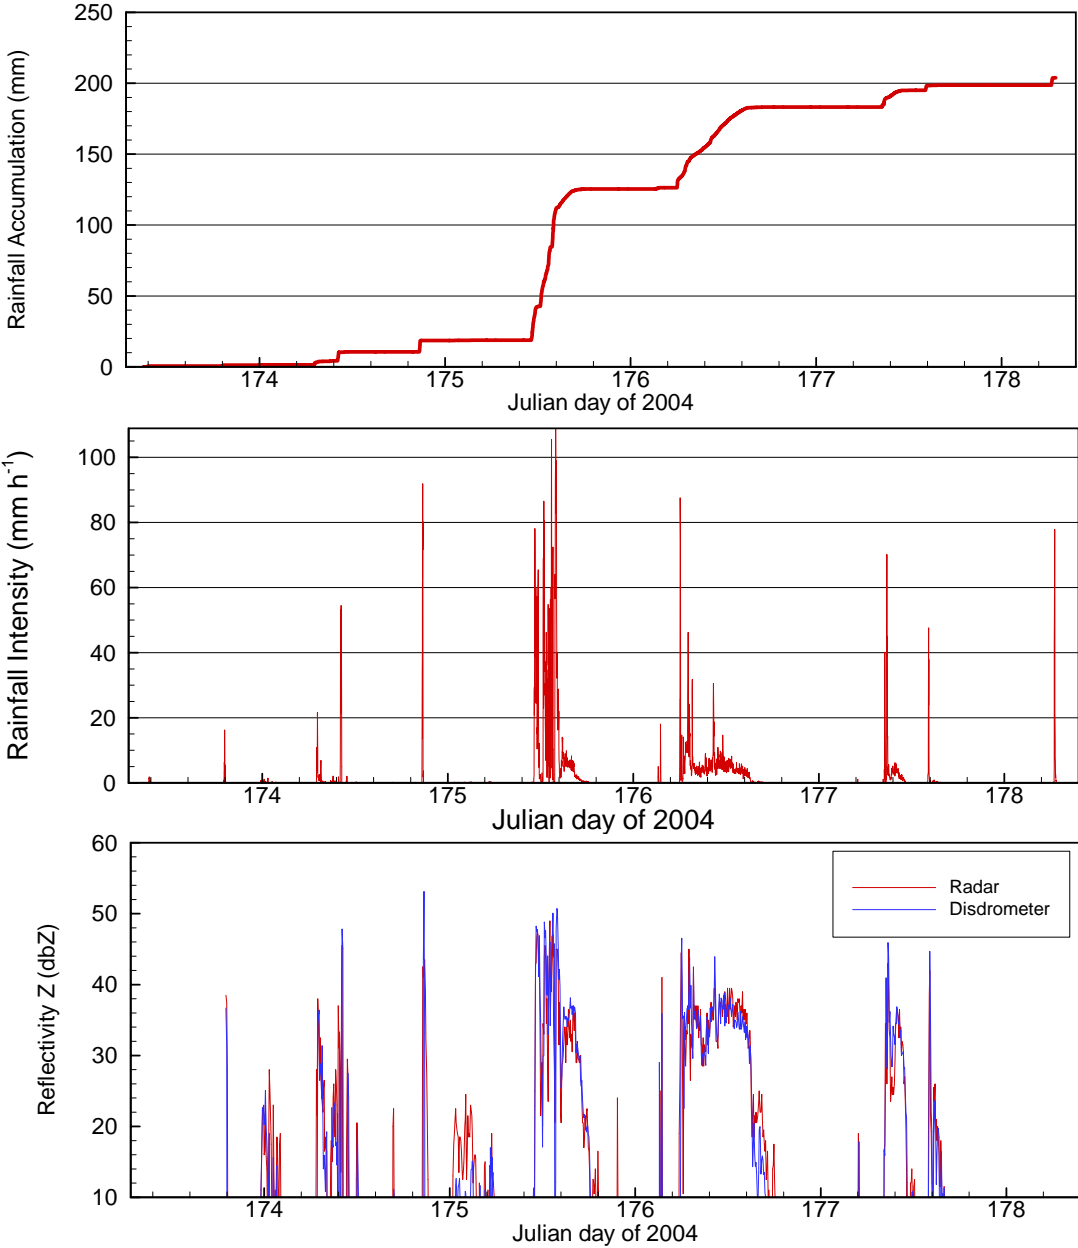 250
200
150
100
50
0
Rainfall Accumulation (mm)
174 175 176 177 178
Julian day of 2004
100
80
60
40
20
0
Rainfall Intensity (mm h⁻¹)
174 175 176 177 178
Julian day of 2004
60
50
40
30
20
10
Reflectivity Z (dbZ)
Radar
Disdrometer
174 175 176 177 178
Julian day of 2004